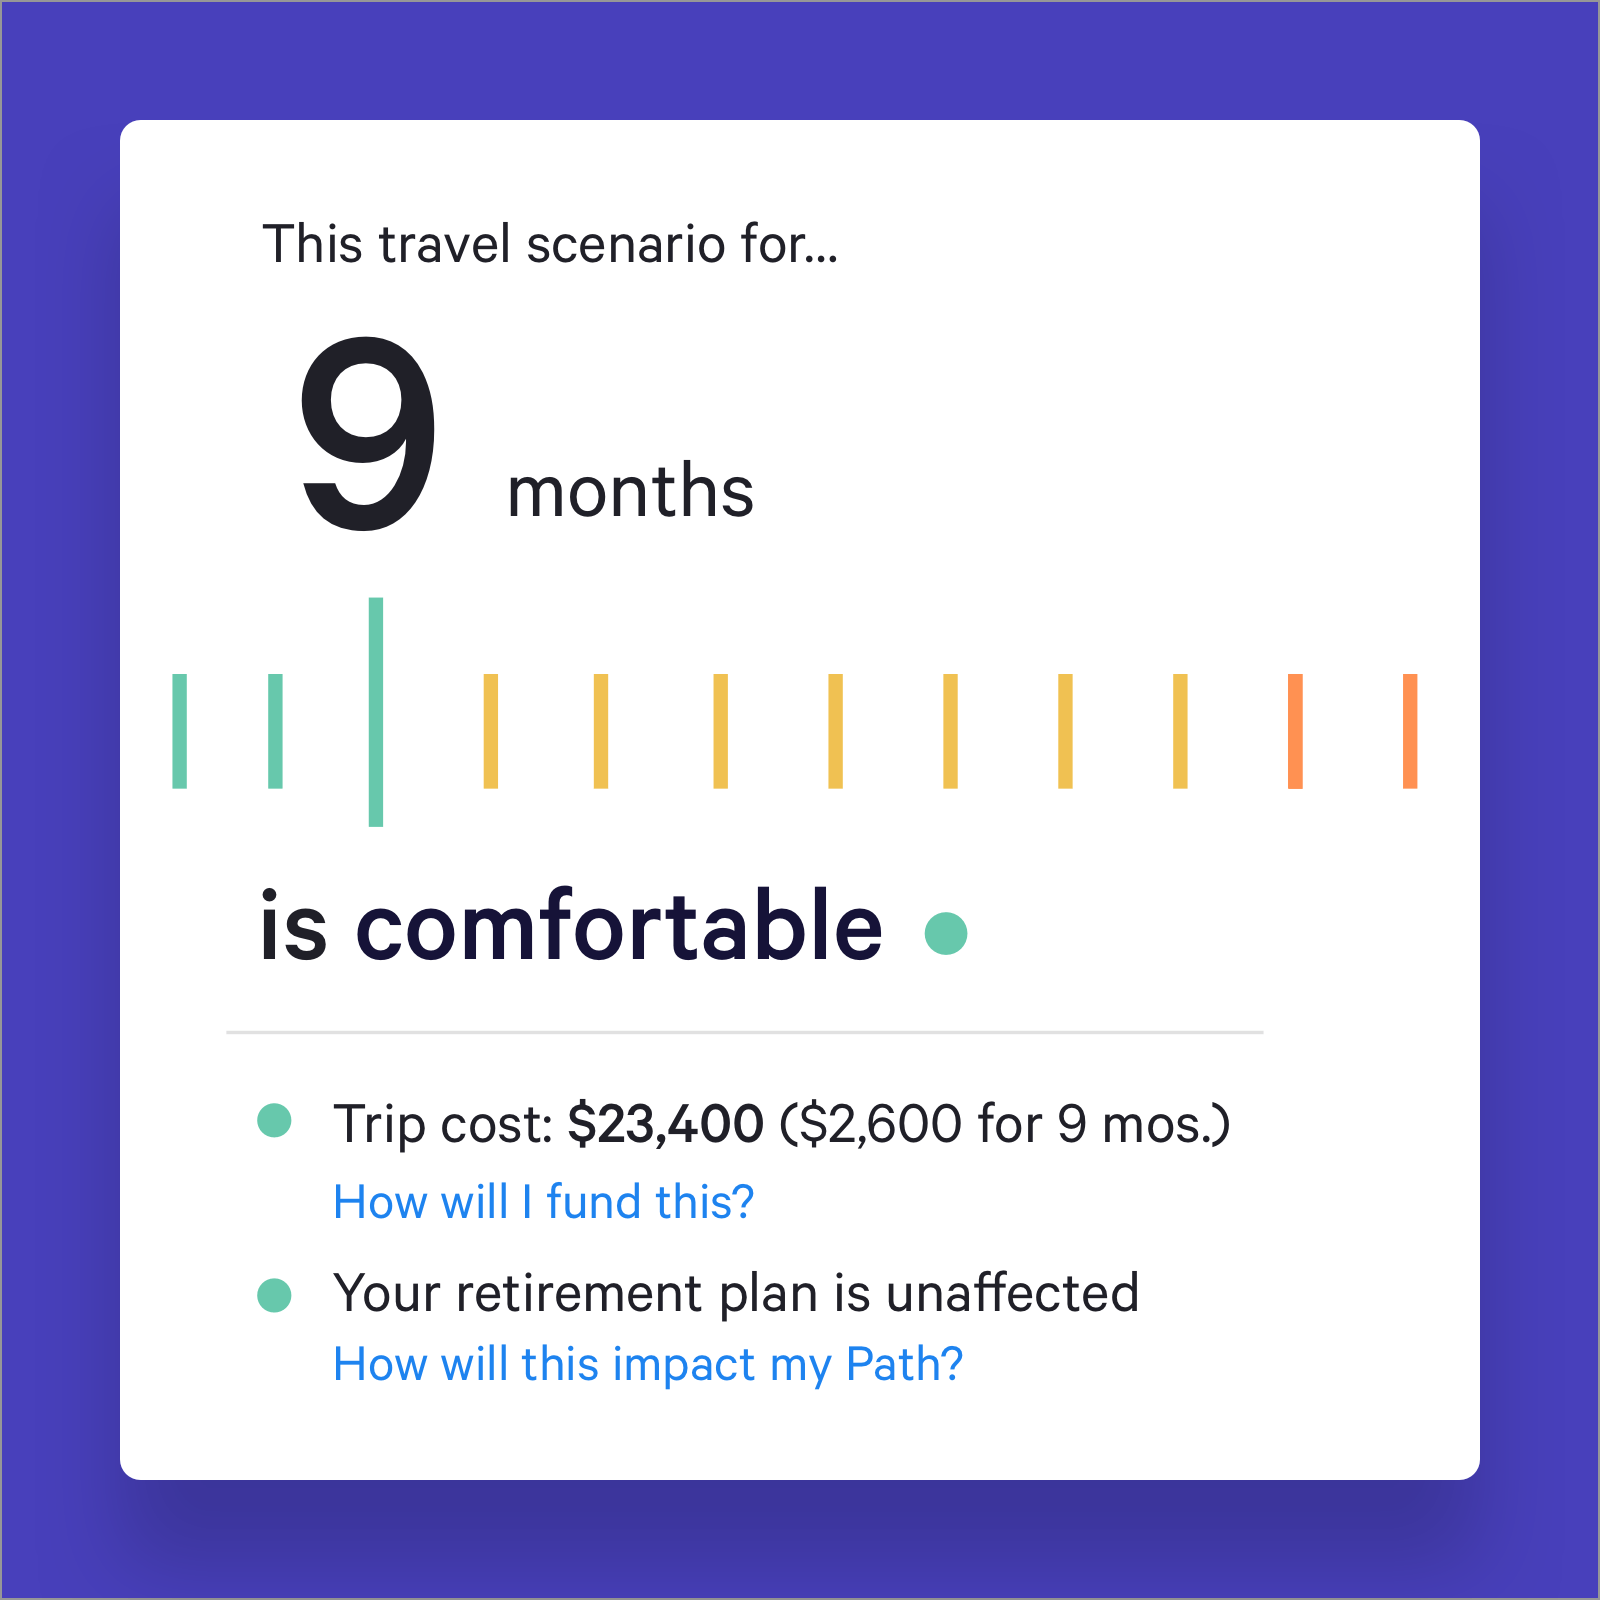 This travel scenario for...
9 months
is comfortable
Trip cost: $23,400 ($2,600 for 9 mos.)
How will I fund this?
Your retirement plan is unaffected
How will this impact my Path?